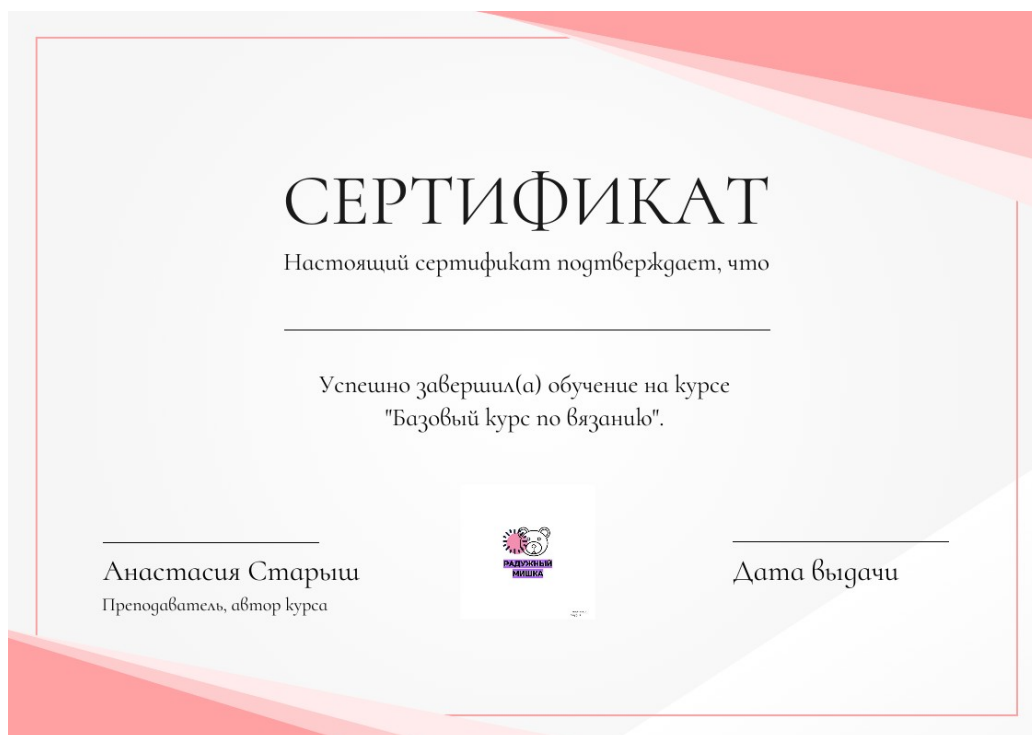 СЕРТИФИКАТ
Настоящий сертификат подтверждает, что
Успешно завершил(а) обучение на курсе
"Базовый курс по вязанию".
РАДУЖНЫЙ
МИШКА
Анастасия Старыш
Преподаватель, автор курса
Дата выдачи